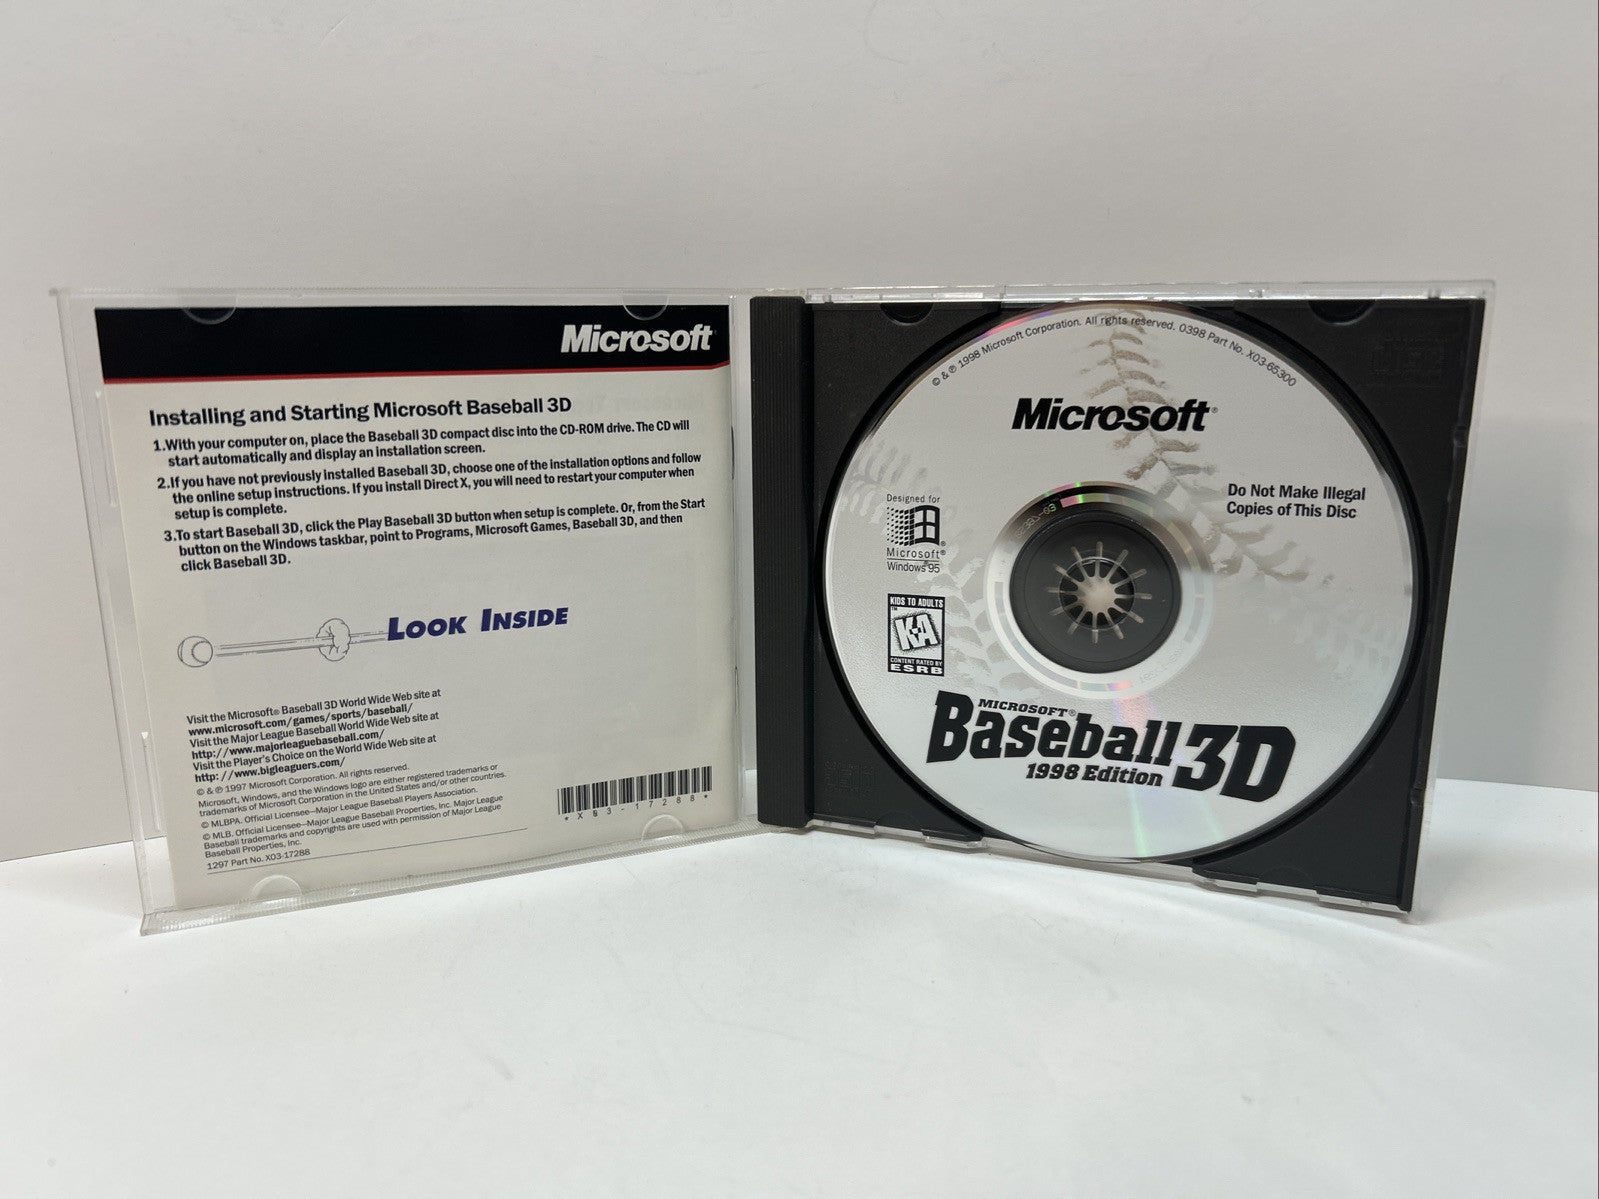 Microsoft
Installing and Starting Microsoft Baseball 3D
1.With your computer on, place the Baseball 3D compact disc into the CD-ROM drive. The CD will
start automatically and display an installation screen.
2.If you have not previously installed Baseball 3D, choose one of the installation options and follow
the online setup instructions. If you install Direct X, you will need to restart your computer when
setup is complete.
3.To start Baseball 3D, click the Play Baseball 3D button when setup is complete. Or, from the Start
button on the Windows taskbar, point to Programs, Microsoft Games, Baseball 3D, and then
click Baseball 3D.
LOOK INSIDE
Visit the Microsoft® Baseball 3D World Wide Web site at
www.microsoft.com/games/sports/baseball/
Visit the Major League Baseball World Wide Web site at
http://www.majorleaguebaseball.com/
Visit the Player's Choice on the World Wide Web site at
http: //www.bigleaguers.com/
© & ℗ 1997 Microsoft Corporation. All rights reserved.
Microsoft, Windows, and the Windows logo are either registered trademarks or
trademarks of Microsoft Corporation in the United States and/or other countries.
© MLBPA. Official Licensee—Major League Baseball Players Association.
© MLB. Official Licensee—Major League Baseball Properties, Inc. Major League
Baseball trademarks and copyrights are used with permission of Major League
Baseball Properties, Inc.
1297 Part No. X03-17288
*X03-17288*
© & ℗ 1998 Microsoft Corporation. All rights reserved. 0398 Part No. X03-65300
Microsoft®
Do Not Make Illegal
Copies of This Disc
Designed for
Microsoft®
Windows®95
KIDS TO ADULTS
™
K-A
CONTENT RATED BY
ESRB
MICROSOFT®
Baseball 3D
1998 Edition